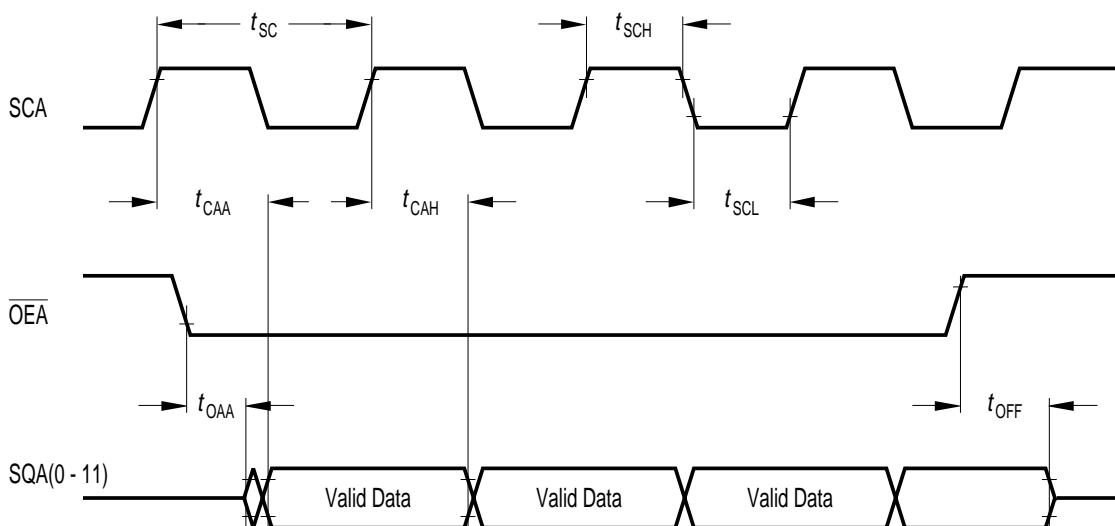 tSC
tSCH
SCA
tCAA
tCAH
tSCL
OEA
tOAA
tOFF
SQA(0 - 11)
Valid Data
Valid Data
Valid Data